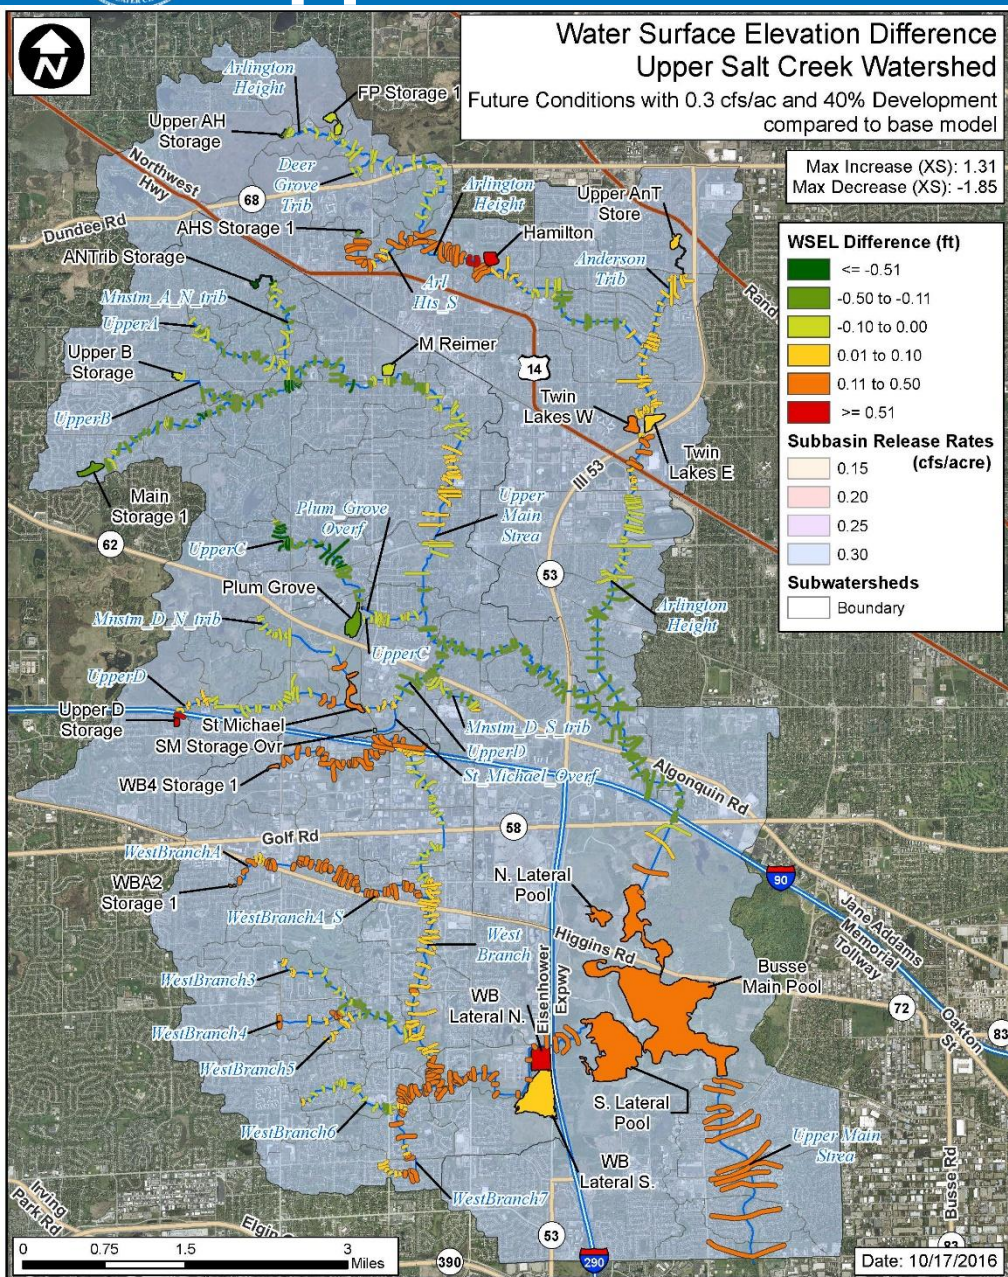 Water Surface Elevation Difference
Upper Salt Creek Watershed
Future Conditions with 0.3 cfs/ac and 40% Development
compared to base model
Max Increase (XS): 1.31
Max Decrease (XS): -1.85
WSEL Difference (ft)
<= -0.51
-0.50 to -0.11
-0.10 to 0.00
0.01 to 0.10
0.11 to 0.50
>= 0.51
Subbasin Release Rates
(cfs/acre)
0.15
0.20
0.25
0.30
Subwatersheds
Boundary
N
Arlington
Height
FP Storage 1
Upper AH
Storage
Northwest
Hwy
Deer
Grove
Trib
68
Dundee Rd
Arlington
Height
Upper AnT
Store
AHS Storage 1
Hamilton
ANTrib Storage
Arl
Hts_S
Anderson
Trib
Rand
Mnstm_A_N_trib
UpperA
Upper B
Storage
M Reimer
14
UpperB
Twin
Lakes W
Twin
Lakes E
Ill 53
Main
Storage 1
62
Plum Grove
Overf
Upper
Main
Strea
UpperC
53
Plum Grove
Mnstm_D_N_trib
Arlington
Height
UpperC
UpperD
Upper D
Storage
St Michael
SM Storage Ovr
Mnstm_D_S_trib
UpperD
St_Michael_Overf
WB4 Storage 1
Algonquin Rd
Golf Rd
58
WestBranchA
WBA2
Storage 1
WestBranchA_S
N. Lateral
Pool
90
Jane Addams
Memorial
Tollway
West
Branch
Higgins Rd
Busse
Main Pool
WestBranch3
WB
Lateral N.
Eisenhower
Expwy
72
Oakton
St
83
WestBranch4
WestBranch5
S. Lateral
Pool
WestBranch6
Upper Main
Strea
WB
Lateral S.
WestBranch7
Busse Rd
Irving
Park Rd
Elgin
53
83
0 0.75 1.5 3
Miles
390
290
Date: 10/17/2016